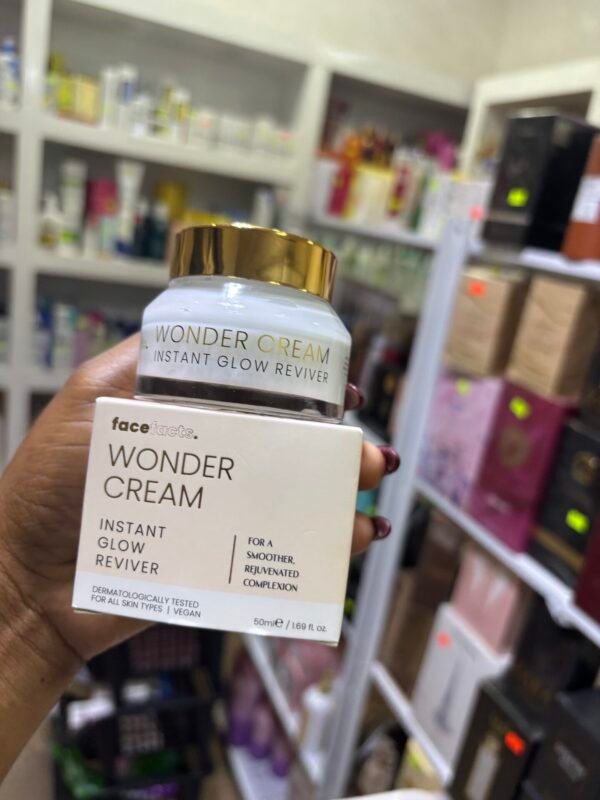 WONDER CREAM
INSTANT GLOW REVIVER
facefacts.
WONDER
CREAM
INSTANT
GLOW
REVIVER
FOR A
SMOOTHER,
REJUVENATED
COMPLEXION
DERMATOLOGICALLY TESTED
FOR ALL SKIN TYPES | VEGAN
50ml℮ / 1.69 fl. oz.